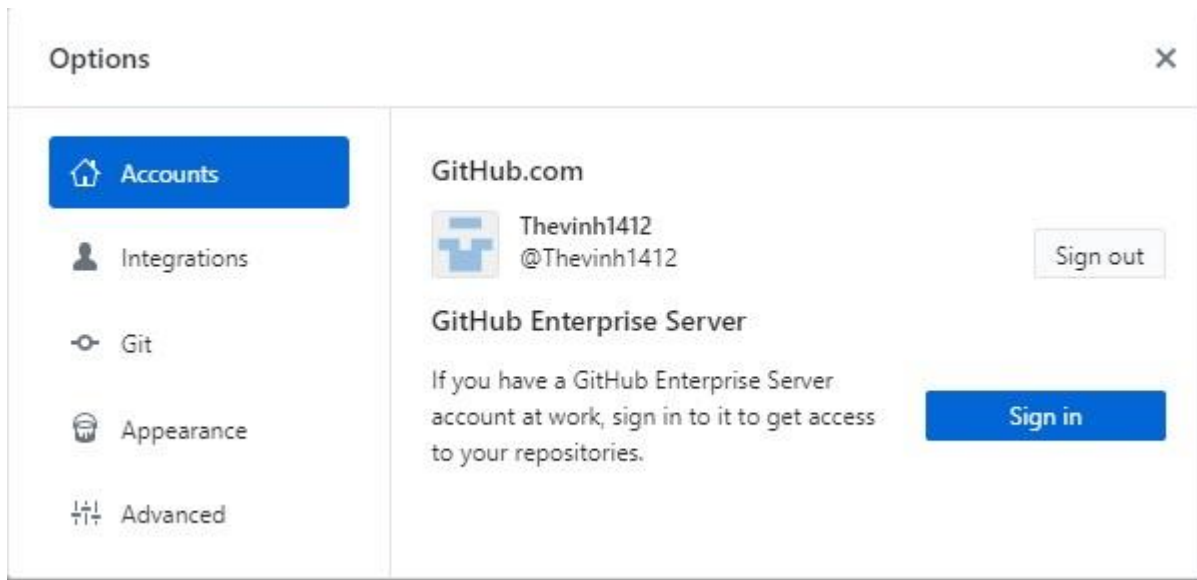 Options
Accounts
Integrations
Git
Appearance
Advanced
GitHub.com
Thevinh1412
@Thevinh1412
Sign out
GitHub Enterprise Server
If you have a GitHub Enterprise Server
account at work, sign in to it to get access
to your repositories.
Sign in